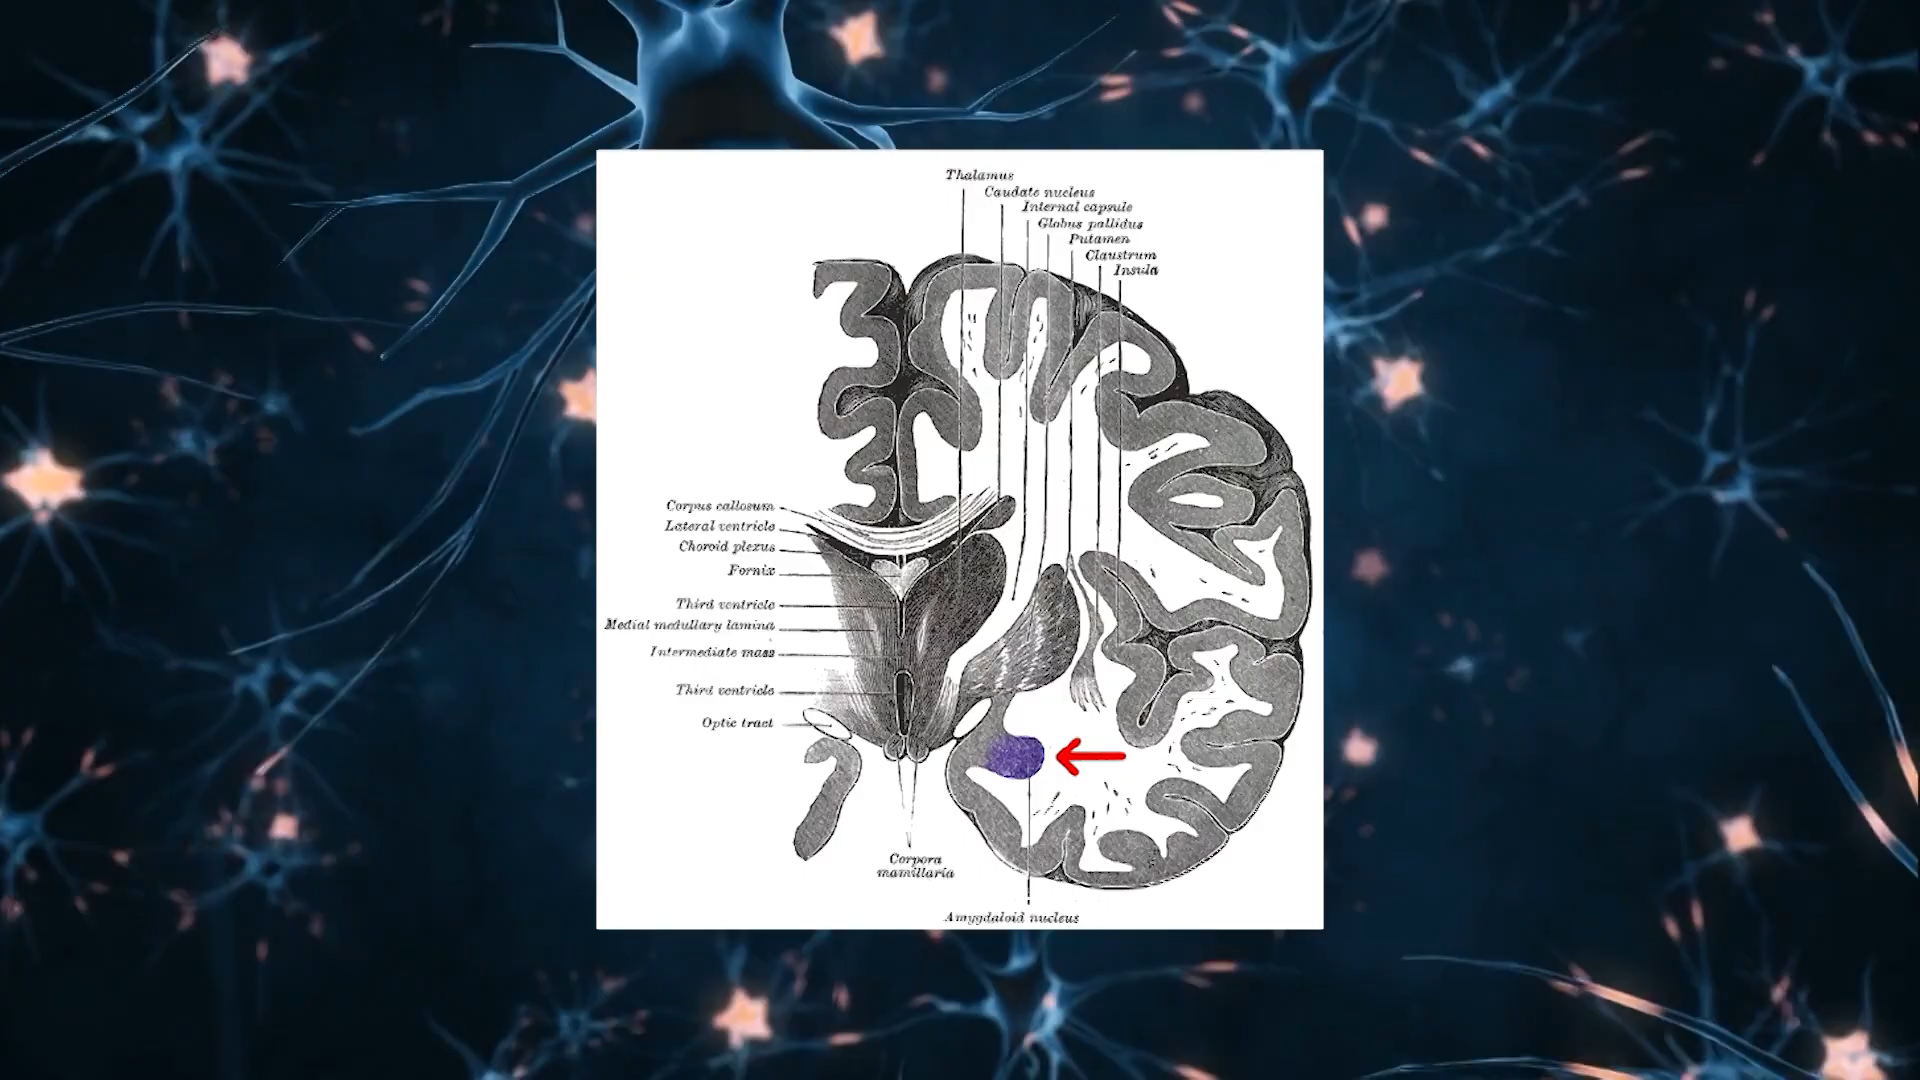 Thalamus
Caudate nucleus
Internal capsule
Globus pallidus
Putamen
Claustrum
Insula
Corpus callosum
Lateral ventricle
Choroid plexus
Fornix
Third ventricle
Medial medullary lamina
Intermediate mass
Third ventricle
Optic tract
Corpora
mamillaria
Amygdaloid nucleus